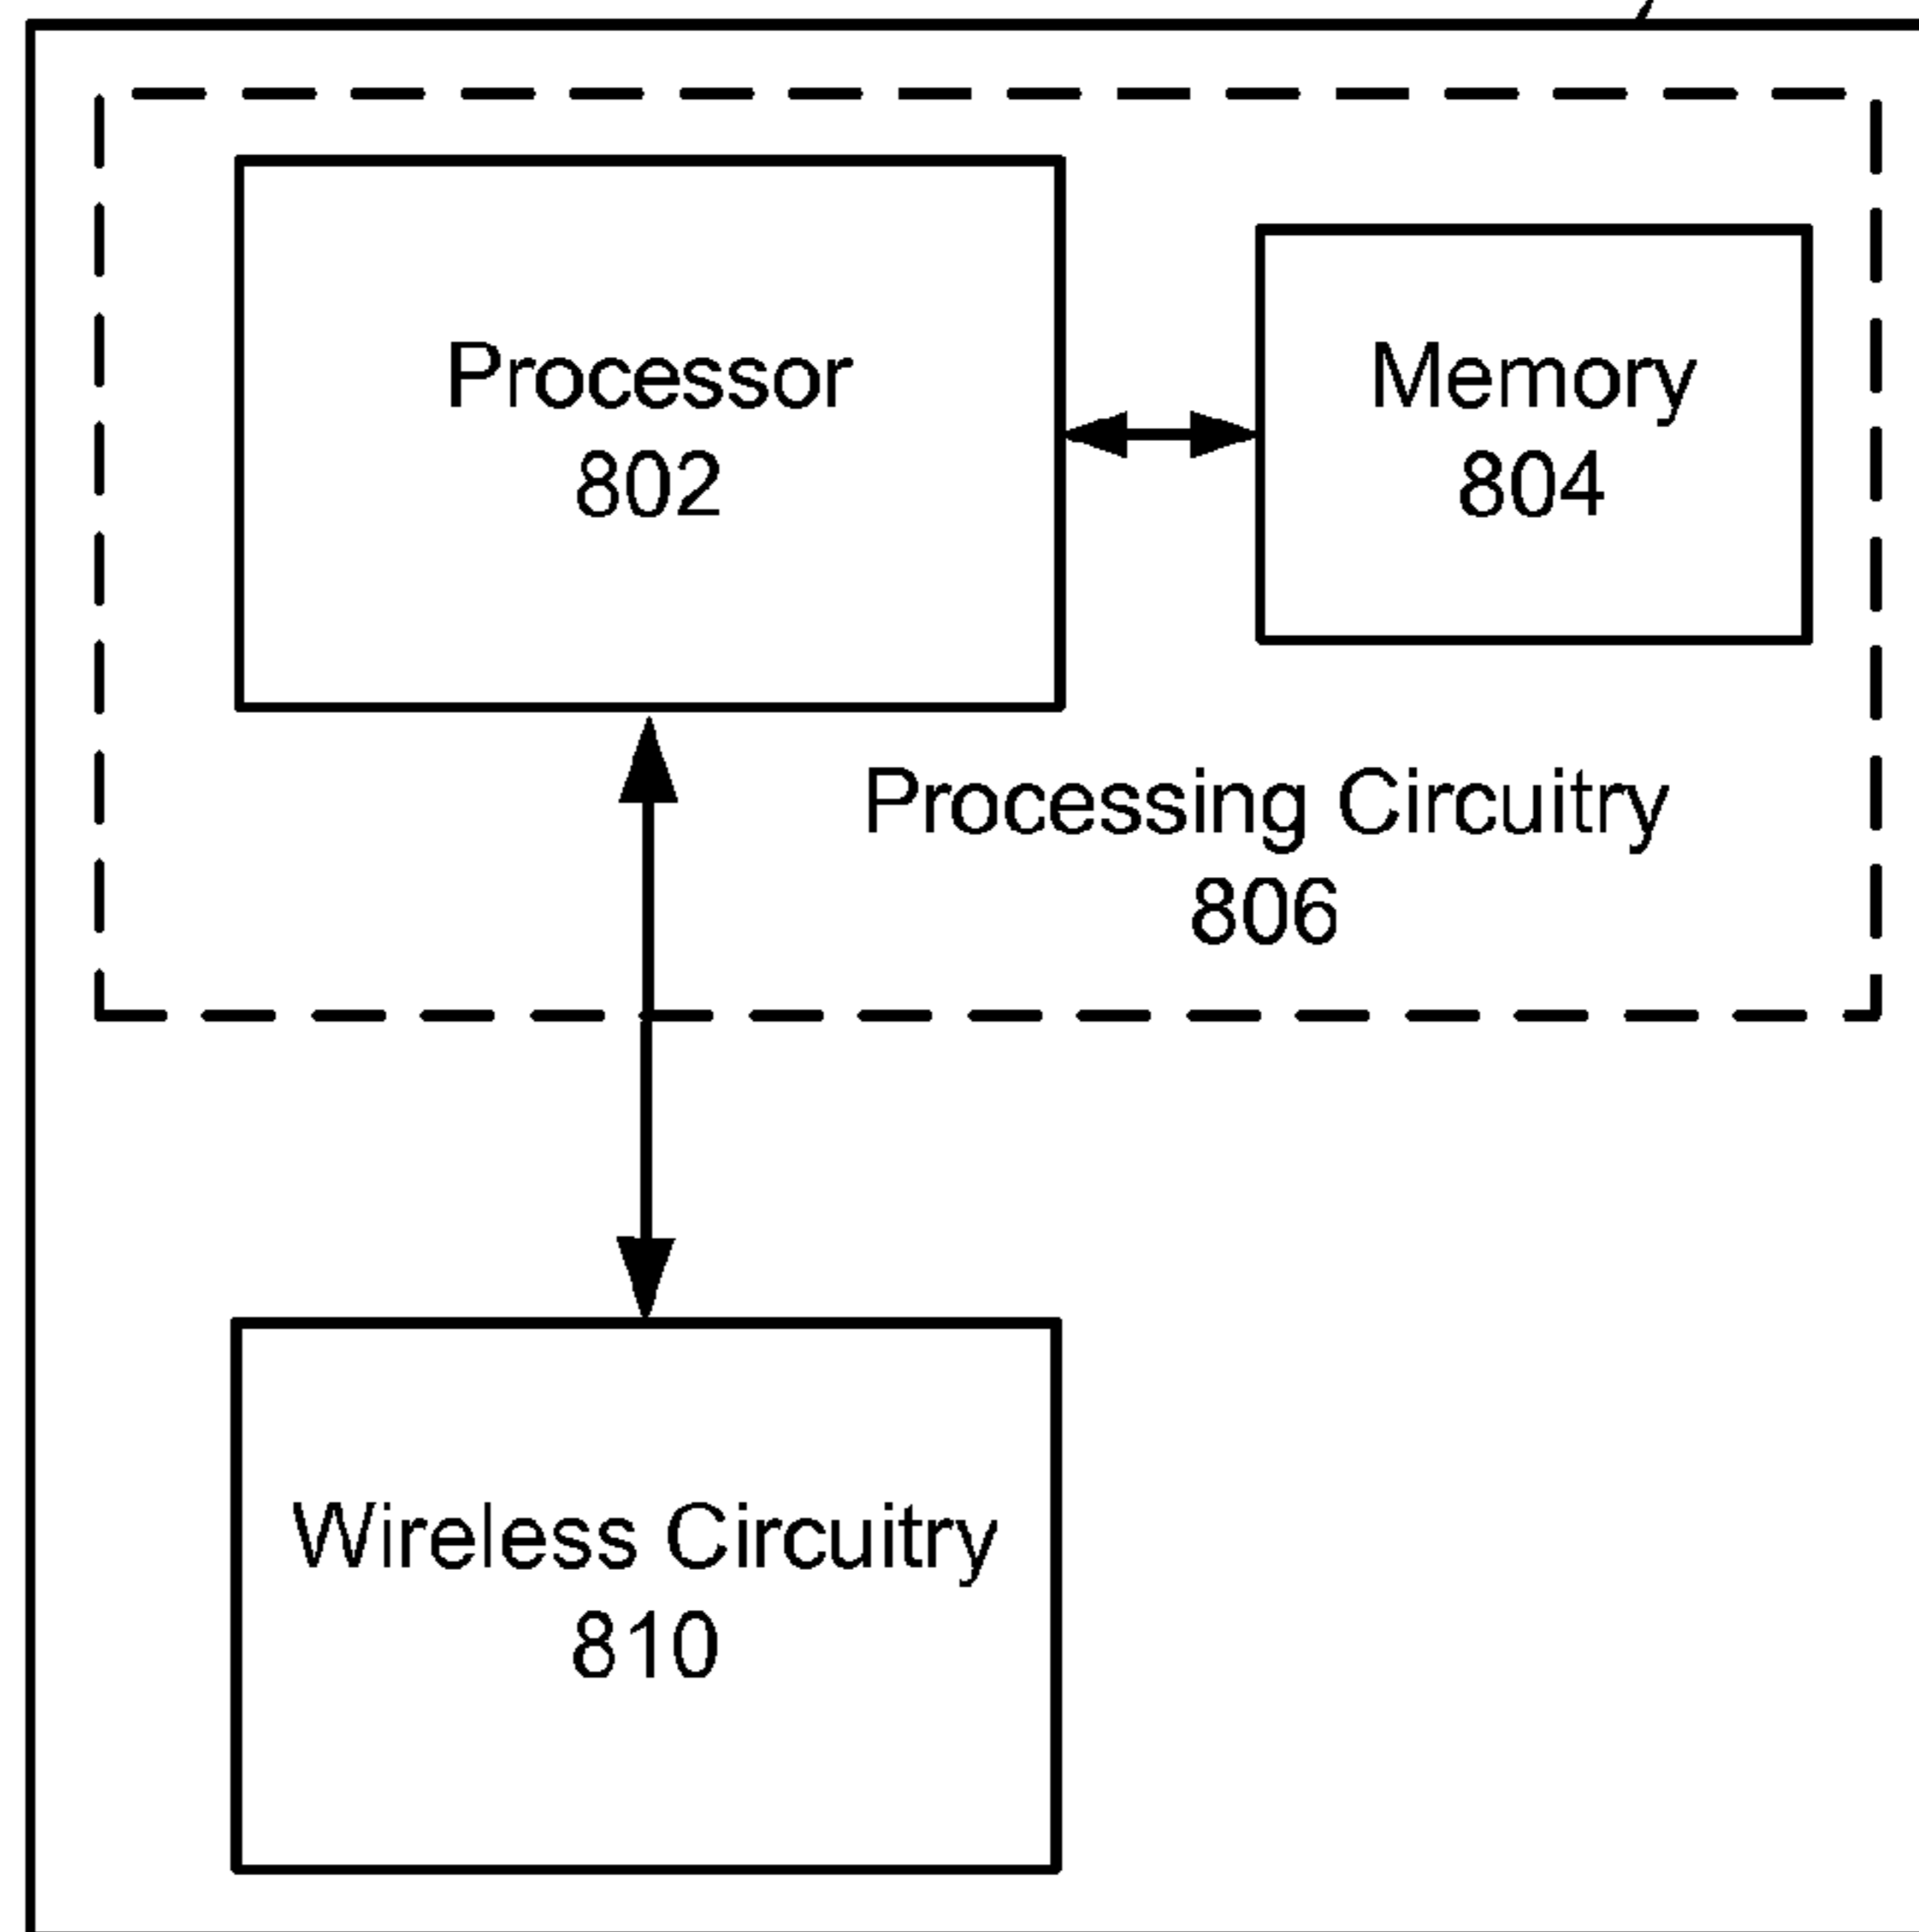 Processor
802
Memory
804
Processing Circuitry
806
Wireless Circuitry
810